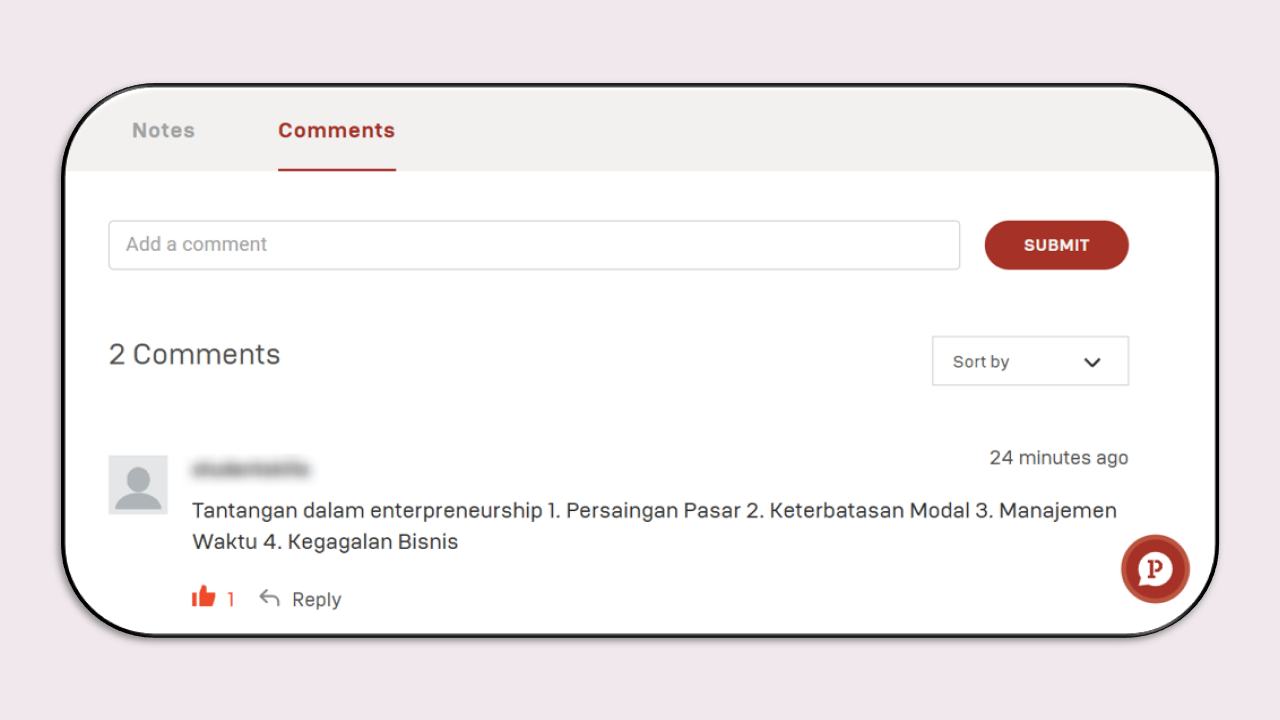 Notes
Comments
Add a comment
SUBMIT
2 Comments
Sort by
24 minutes ago
Tantangan dalam enterpreneurship 1. Persaingan Pasar 2. Keterbatasan Modal 3. Manajemen
Waktu 4. Kegagalan Bisnis
1
Reply
P